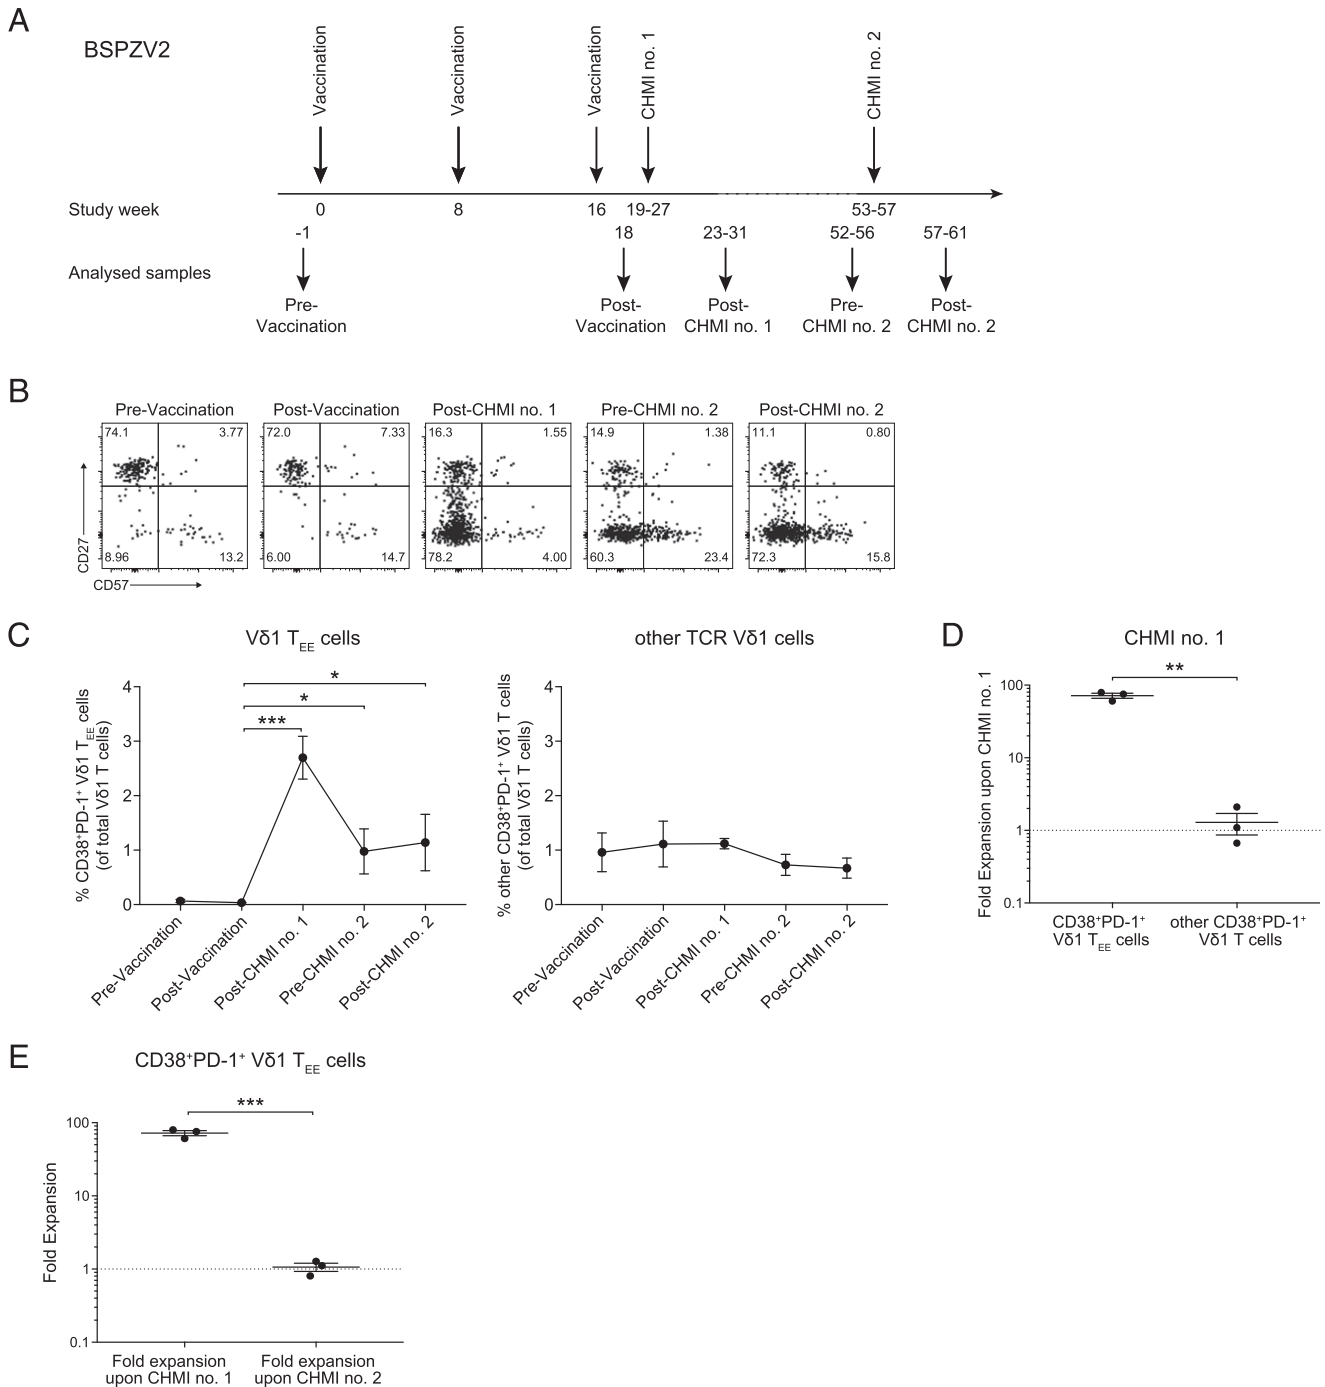 A
BSPZV2
Vaccination
Vaccination
Vaccination
CHMI no. 1
CHMI no. 2
Study week
0
8
16
19-27
53-57
-1
18
23-31
52-56
57-61
Analysed samples
Pre-
Vaccination
Post-
Vaccination
Post-
CHMI no. 1
Pre-
CHMI no. 2
Post-
CHMI no. 2
B
Pre-Vaccination
74.1
3.77
8.96
13.2
Post-Vaccination
72.0
7.33
6.00
14.7
Post-CHMI no. 1
16.3
1.55
78.2
4.00
Pre-CHMI no. 2
14.9
1.38
60.3
23.4
Post-CHMI no. 2
11.1
0.80
72.3
15.8
CD27
CD57
C
Vδ1 TEE cells
% CD38+PD-1+ Vδ1 TEE cells
(of total Vδ1 T cells)
4
3
2
1
0
*
*
***
Pre-Vaccination
Post-Vaccination
Post-CHMI no. 1
Pre-CHMI no. 2
Post-CHMI no. 2
other TCR Vδ1 cells
% other CD38+PD-1+ Vδ1 T cells
(of total Vδ1 T cells)
4
3
2
1
0
Pre-Vaccination
Post-Vaccination
Post-CHMI no. 1
Pre-CHMI no. 2
Post-CHMI no. 2
D
CHMI no. 1
**
Fold Expansion upon CHMI no. 1
100
10
1
0.1
CD38+PD-1+
Vδ1 TEE cells
other CD38+PD-1+
Vδ1 T cells
E
CD38+PD-1+ Vδ1 TEE cells
***
Fold Expansion
100
10
1
0.1
Fold expansion
upon CHMI no. 1
Fold expansion
upon CHMI no. 2